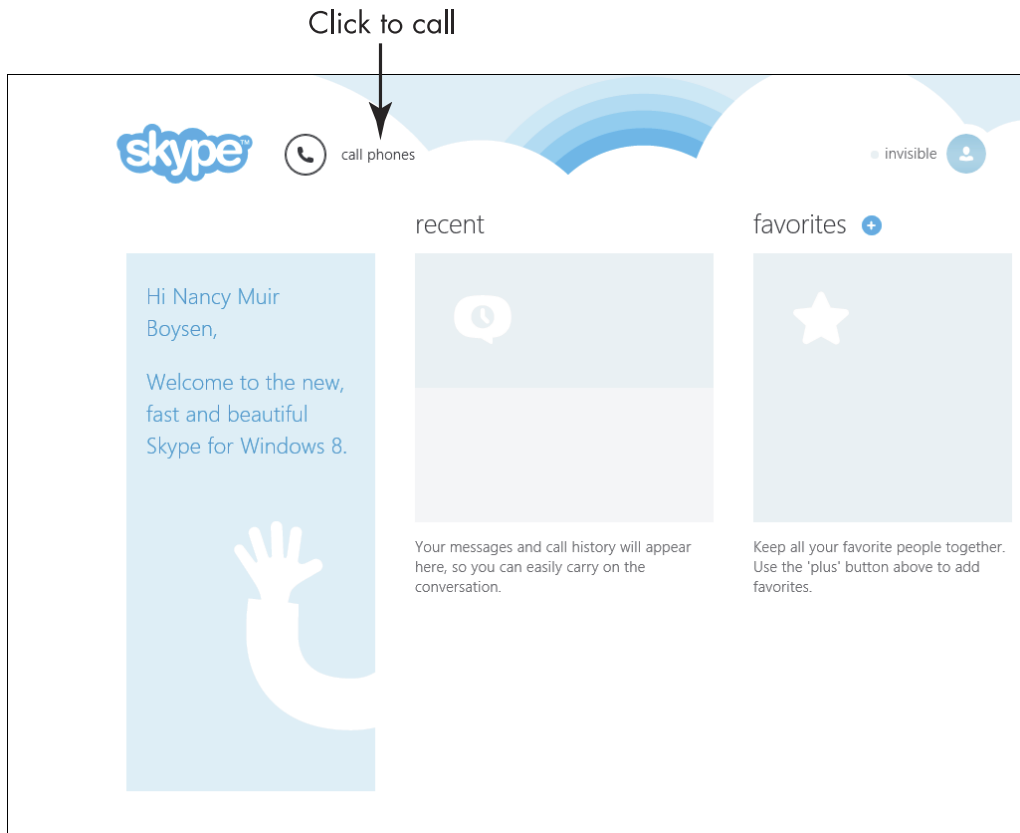 Click to call
skype™
call phones
invisible
recent
favorites
Hi Nancy Muir
Boysen,
Welcome to the new,
fast and beautiful
Skype for Windows 8.
Your messages and call history will appear
here, so you can easily carry on the
conversation.
Keep all your favorite people together.
Use the 'plus' button above to add
favorites.